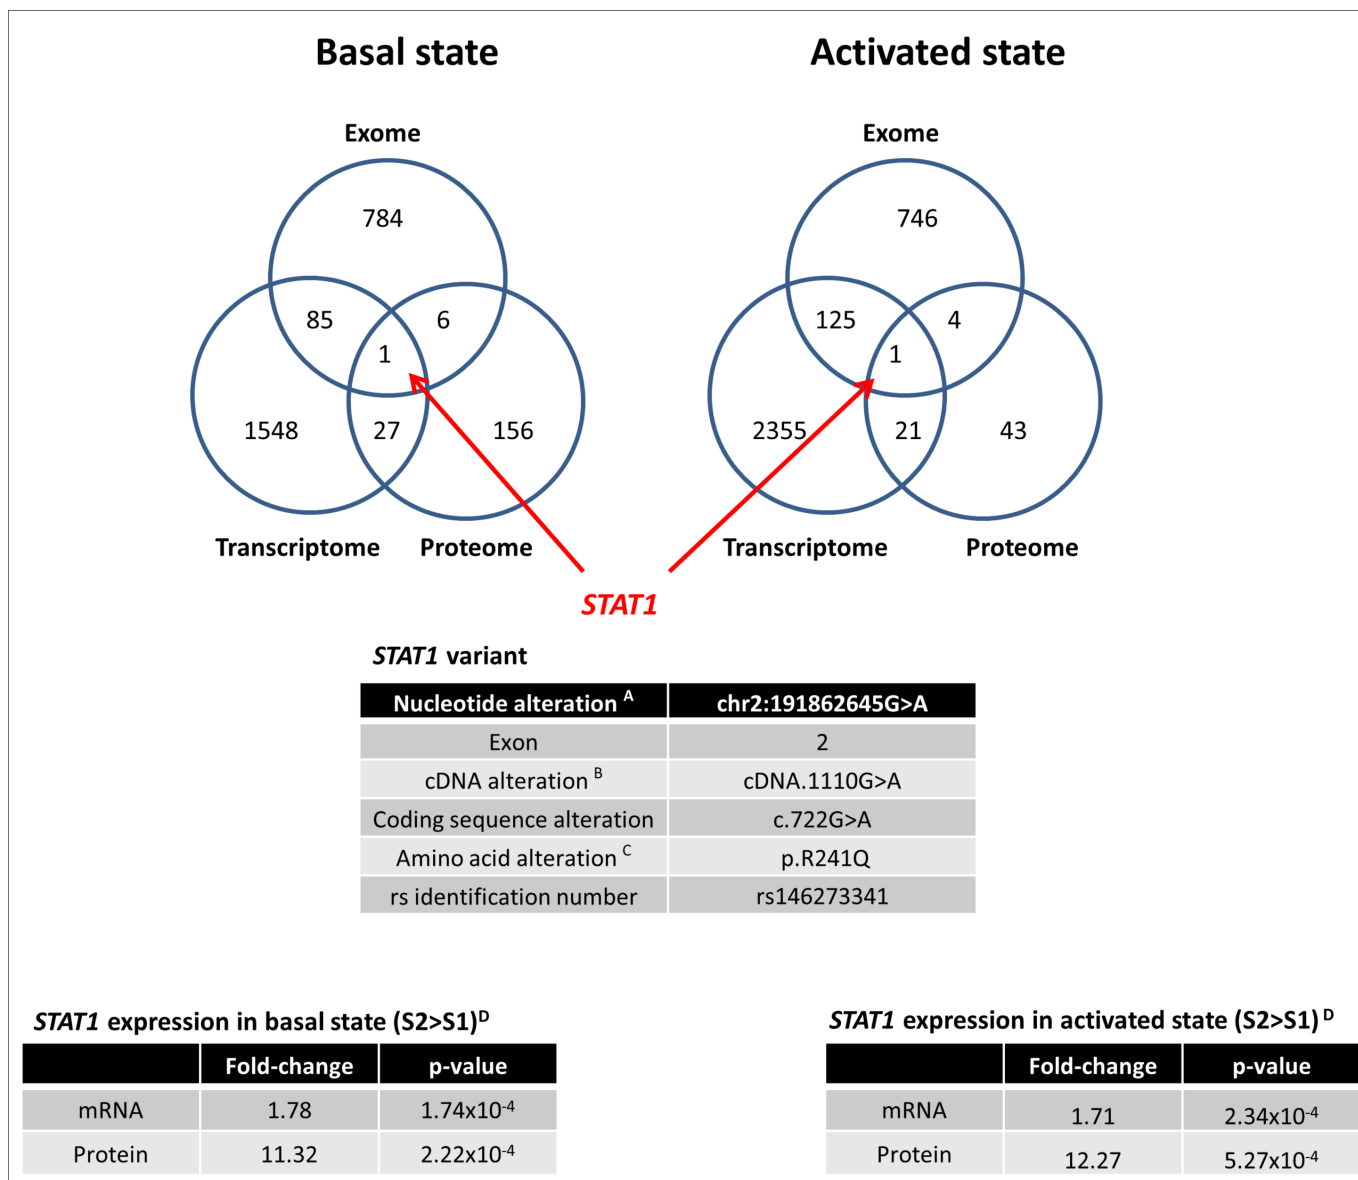 Basal state
Activated state
Exome
Exome
784
746
85
6
125
4
1
1
1548
27
156
2355
21
43
Transcriptome
Proteome
Transcriptome
Proteome
STAT1
STAT1 variant
Nucleotide alteration A chr2:191862645G>A
Exon 2
cDNA alteration B cDNA.1110G>A
Coding sequence alteration c.722G>A
Amino acid alteration C p.R241Q
rs identification number rs146273341
STAT1 expression in basal state (S2>S1)D
Fold-change p-value
mRNA 1.78 1.74x10-4
Protein 11.32 2.22x10-4
STAT1 expression in activated state (S2>S1) D
Fold-change p-value
mRNA 1.71 2.34x10-4
Protein 12.27 5.27x10-4